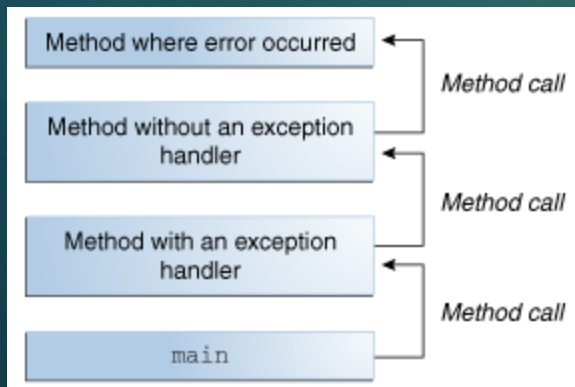 Method where error occurred
Method call
Method without an exception
handler
Method call
Method with an exception
handler
Method call
main